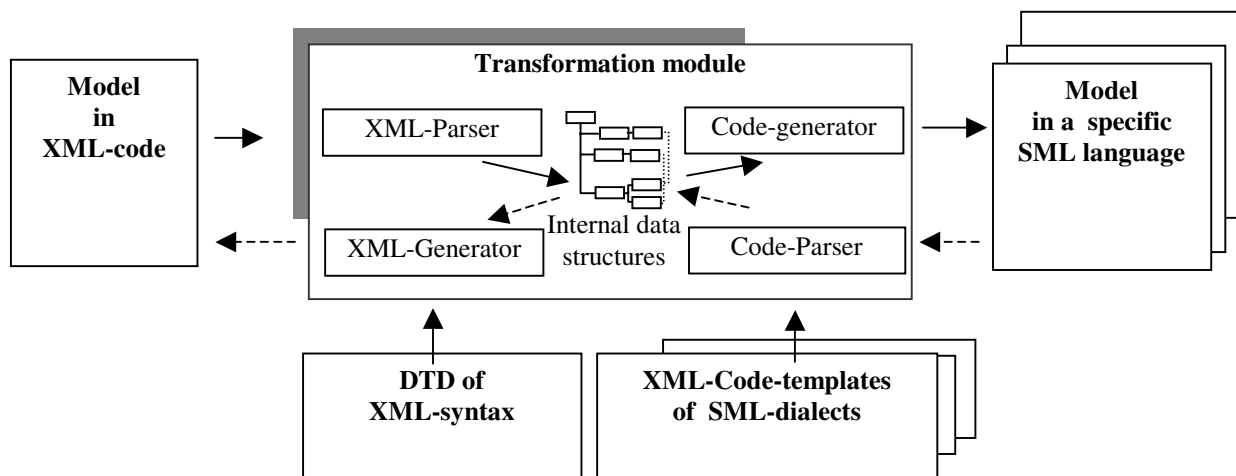 Model
in
XML-code
Transformation module
XML-Parser
Code-generator
XML-Generator
Internal data
structures
Code-Parser
Model
in a specific
SML language
DTD of
XML-syntax
XML-Code-templates
of SML-dialects